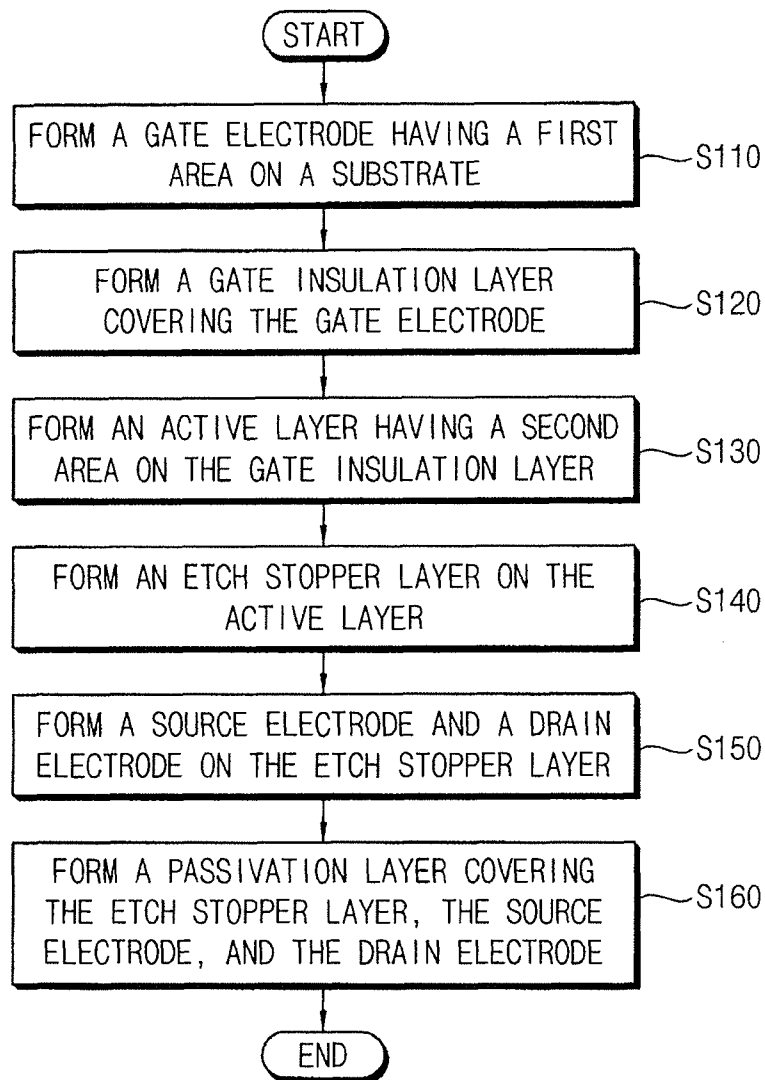 START
FORM A GATE ELECTRODE HAVING A FIRST
AREA ON A SUBSTRATE
S110
FORM A GATE INSULATION LAYER
COVERING THE GATE ELECTRODE
S120
FORM AN ACTIVE LAYER HAVING A SECOND
AREA ON THE GATE INSULATION LAYER
S130
FORM AN ETCH STOPPER LAYER ON THE
ACTIVE LAYER
S140
FORM A SOURCE ELECTRODE AND A DRAIN
ELECTRODE ON THE ETCH STOPPER LAYER
S150
FORM A PASSIVATION LAYER COVERING
THE ETCH STOPPER LAYER, THE SOURCE
ELECTRODE, AND THE DRAIN ELECTRODE
S160
END